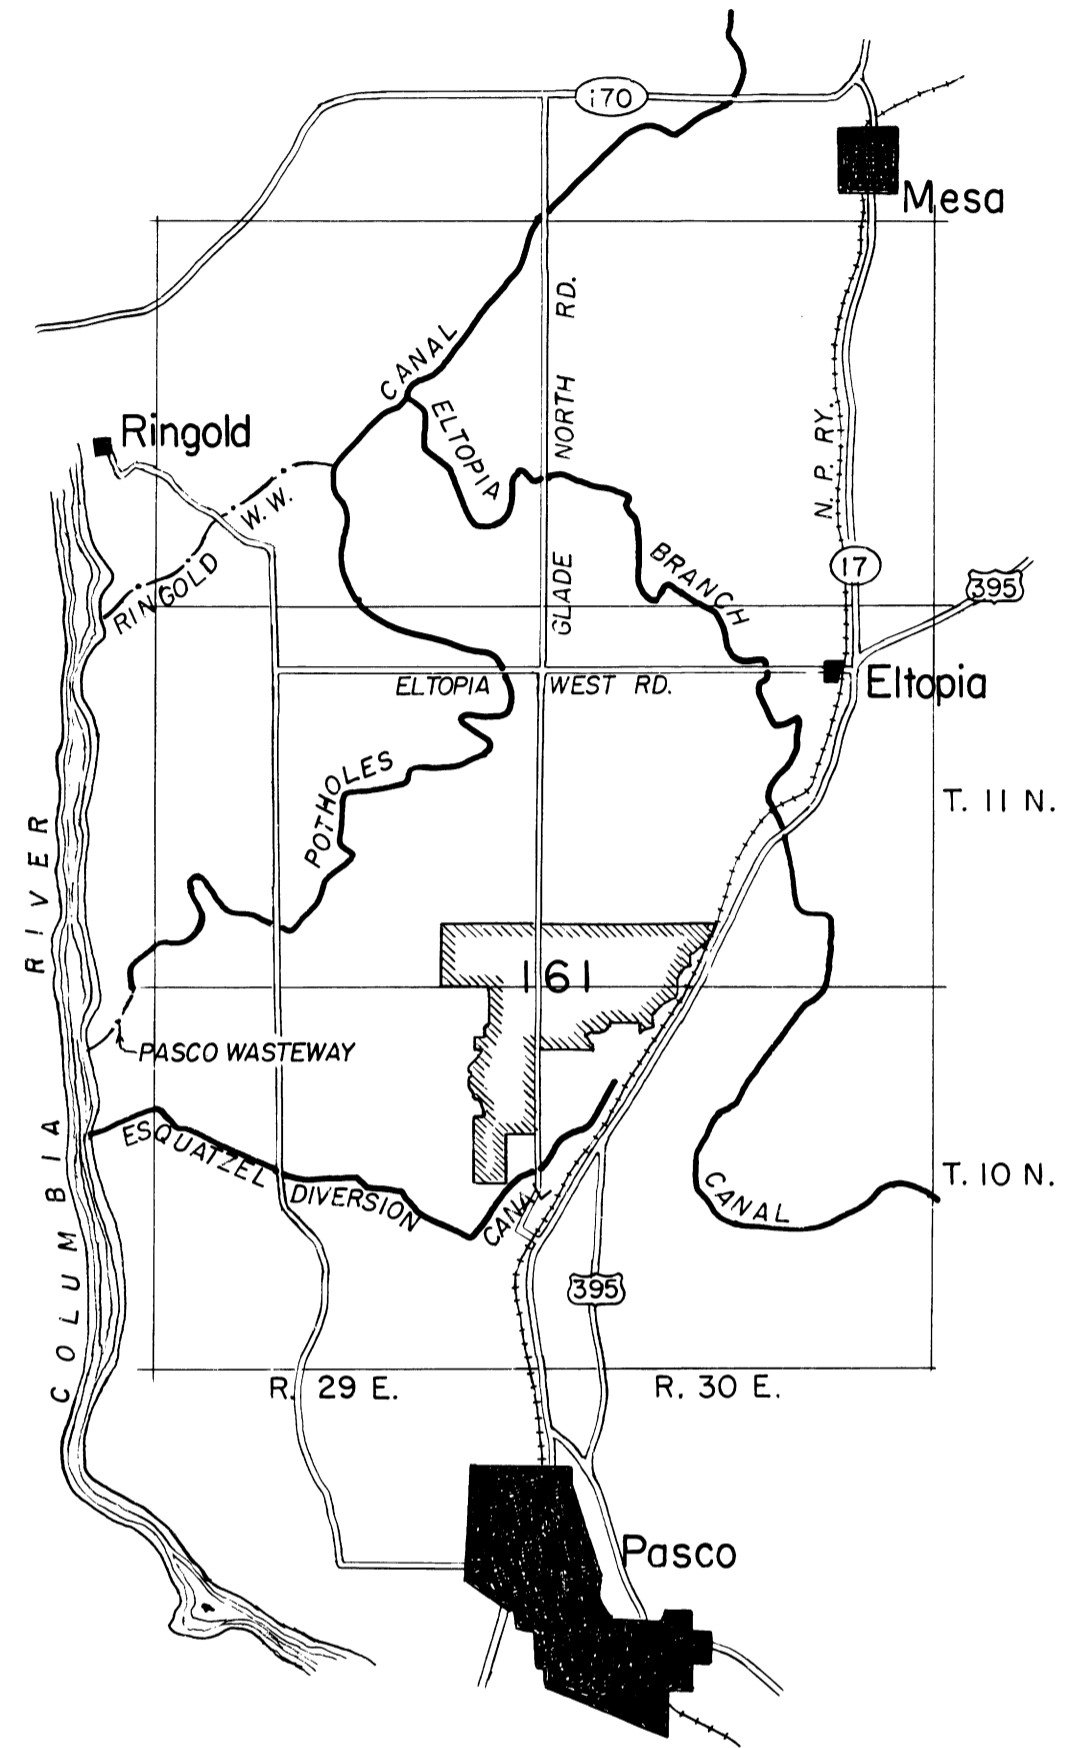 170
Mesa
CANAL
NORTH RD.
Ringold
ELTOPIA
N. P. RY.
W.W.
RINGOLD
17
BRANCH
GLADE
395
ELTOPIA WEST RD.
Eltopia
POTHOLES
T. 11 N.
RIVER
161
PASCO WASTEWAY
ESQUATZEL DIVERSION CANAL
T. 10 N.
CANAL
COLUMBIA
395
R. 29 E.
R. 30 E.
Pasco